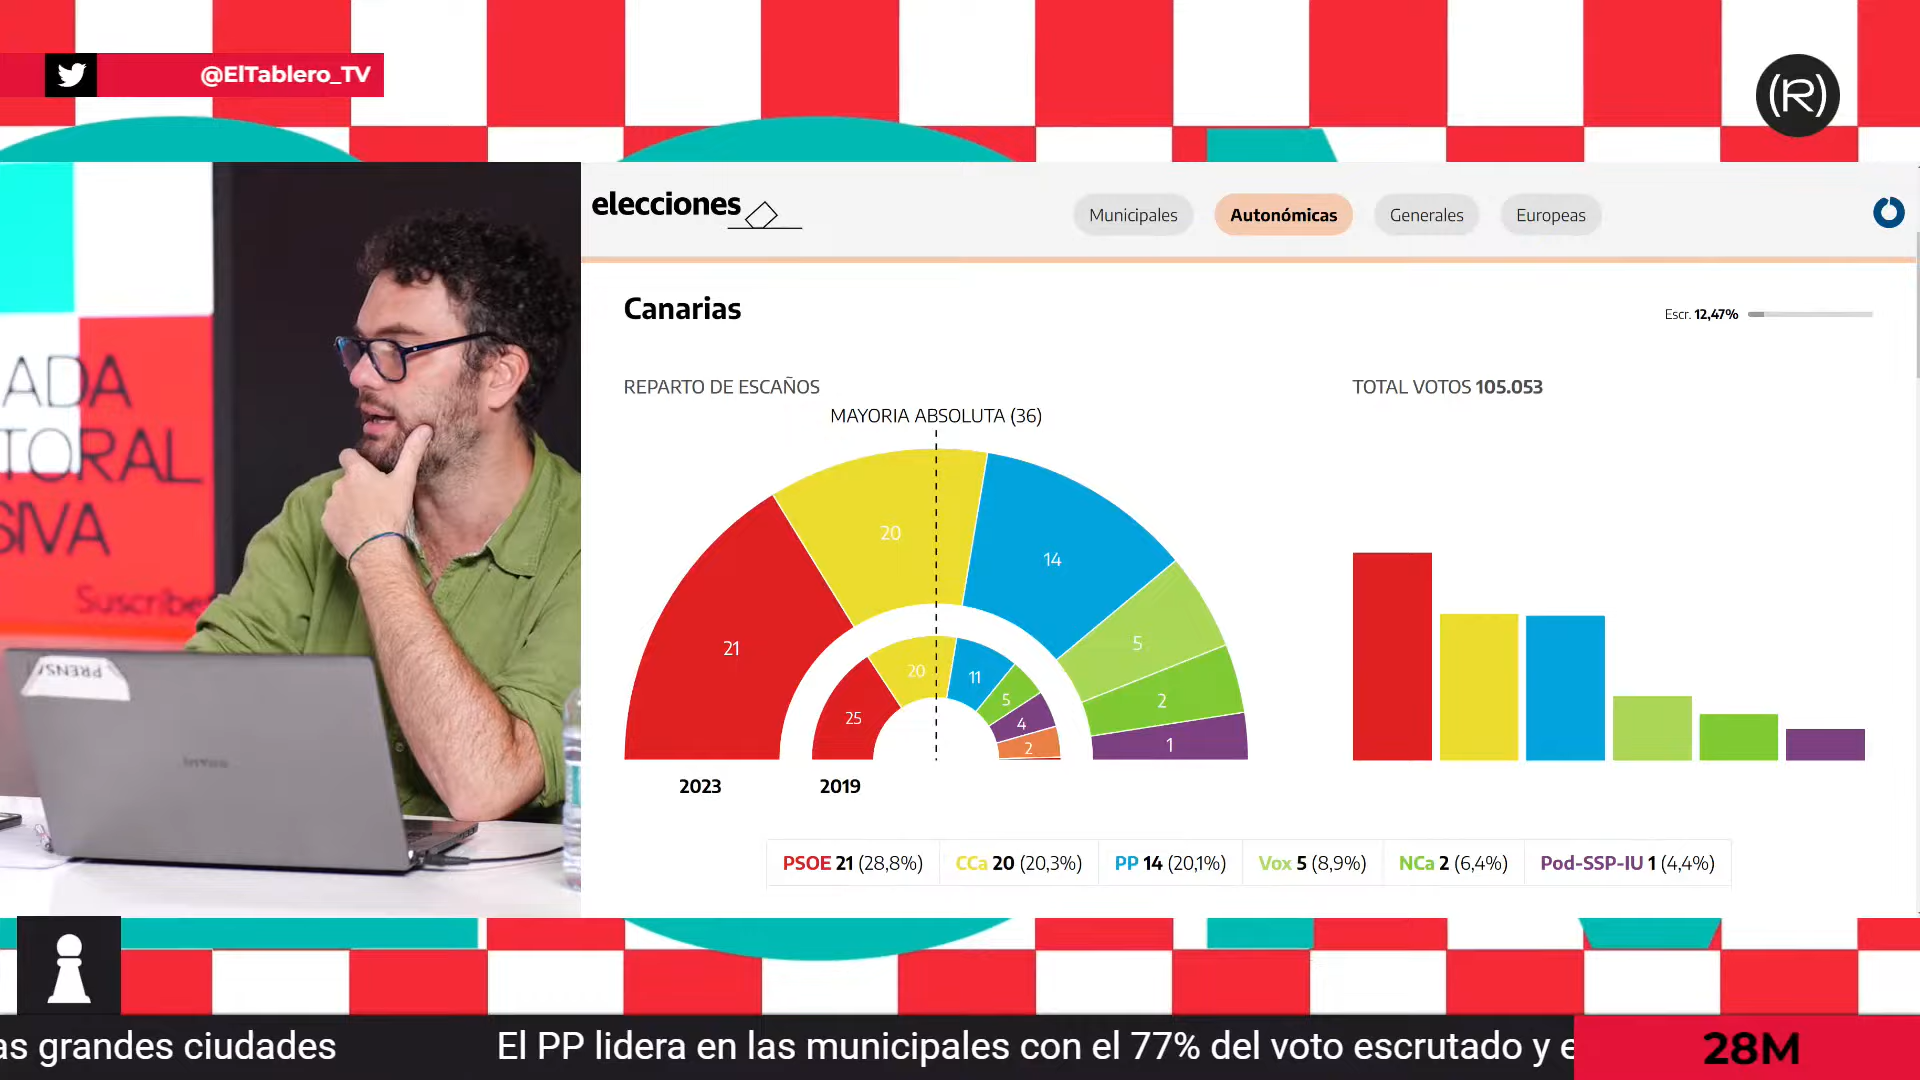 @ElTablero_TV
(R)
ADA
TORAL
SIVA
Suscríbe
PRENSA
elecciones
Municipales
Autonómicas
Generales
Europeas
Canarias
Escr. 12,47%
REPARTO DE ESCAÑOS
TOTAL VOTOS 105.053
MAYORIA ABSOLUTA (36)
20
14
21
5
2
1
20
11
5
25
4
2
2023
2019
PSOE 21 (28,8%)
CCa 20 (20,3%)
PP 14 (20,1%)
Vox 5 (8,9%)
NCa 2 (6,4%)
Pod-SSP-IU 1 (4,4%)
as grandes ciudades
El PP lidera en las municipales con el 77% del voto escrutado y e
28M